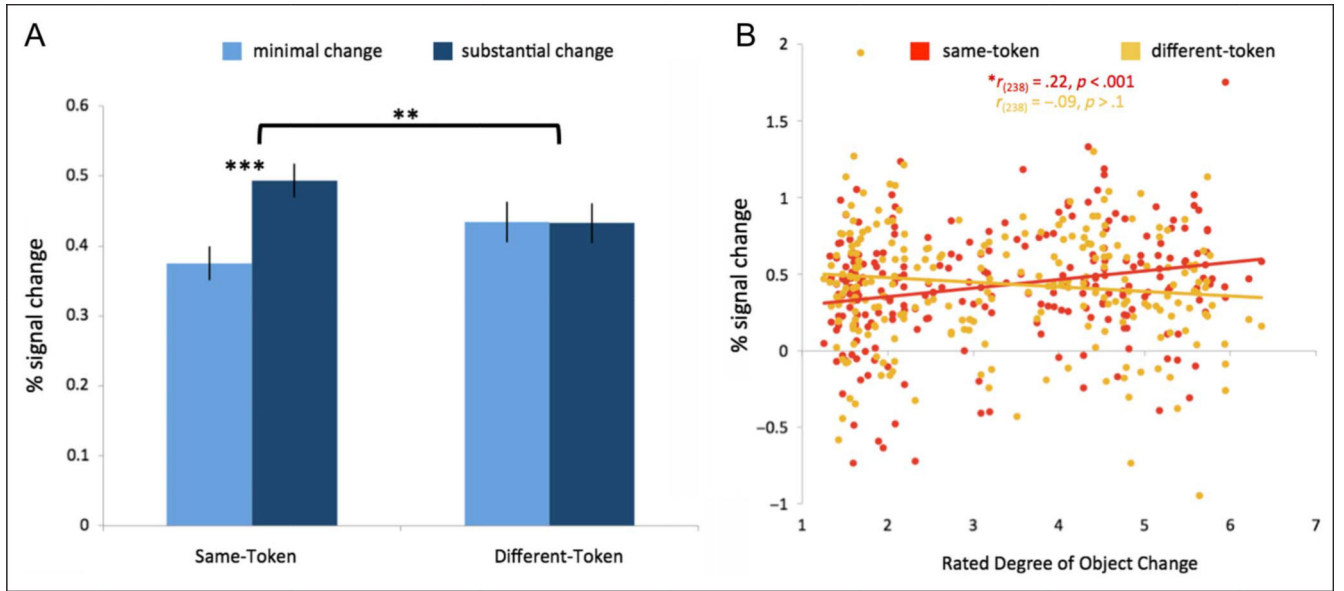 A
minimal change
substantial change
% signal change
0.6
0.5
0.4
0.3
0.2
0.1
0
***
**
Same-Token
Different-Token
B
same-token
different-token
*r(238) = .22, p < .001
r(238) = –.09, p > .1
% signal change
2
1.5
1
0.5
0
–0.5
–1
1 2 3 4 5 6 7
Rated Degree of Object Change